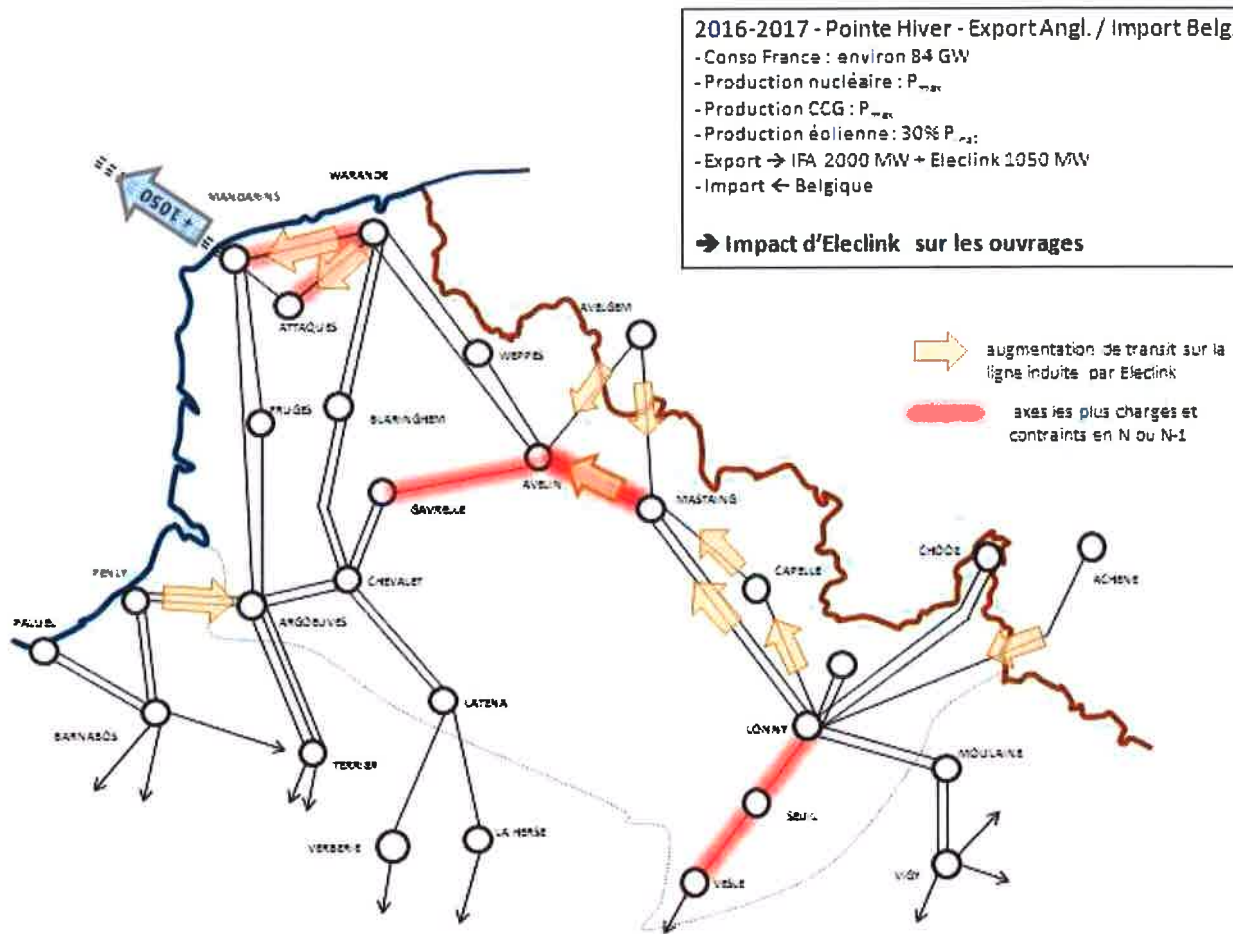 2016-2017 - Pointe Hiver - Export Angl. / Import Belg
- Conso France : environ 84 GW
- Production nucléaire : Pmax
- Production CCG : Pmax
- Production éolienne : 30%
- Export → IFA 2000 MW + Eleclink 1050 MW
- Import ← Belgique
➔ Impact d'Eleclink sur les ouvrages
WARANDE
MANDARINS
+ 1050
ATTAQUES
AVELGEM
WEPPES
augmentation de transit sur la
ligne induite par Eleclink
FRUGES
BLARINGHEM
axes les plus charges et
contraints en N ou N-1
AVELIN
GAVRELLE
MASTAING
CHOOZ
ACHENE
CAPELLE
CHEVALET
PENLY
ARGOEUVES
PALUEL
LATENA
LONNY
BARNABOS
TERRIER
MOULAINE
SEUIL
VERBERIE
LA HERSE
VESLE
VIGY